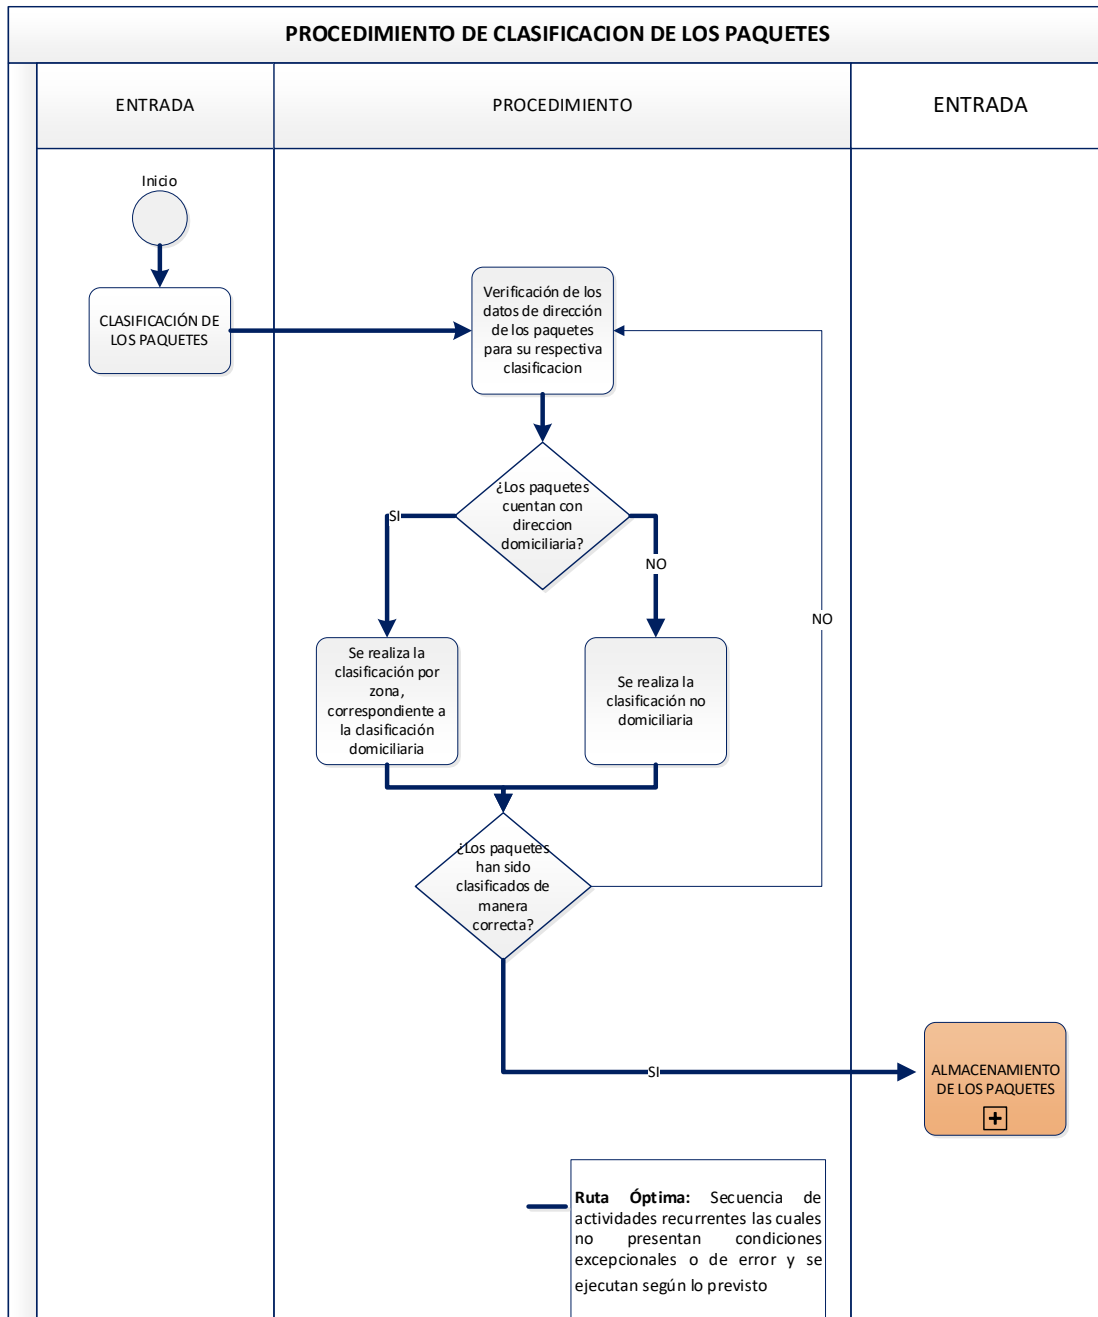 PROCEDIMIENTO DE CLASIFICACION DE LOS PAQUETES
ENTRADA
PROCEDIMIENTO
ENTRADA
Inicio
CLASIFICACIÓN DE
LOS PAQUETES
Verificación de los
datos de dirección
de los paquetes
para su respectiva
clasificacion
¿Los paquetes
cuentan con
direccion
domiciliaria?
SI
NO
Se realiza la
clasificación por
zona,
correspondiente a
la clasificación
domiciliaria
Se realiza la
clasificación no
domiciliaria
NO
¿Los paquetes
han sido
clasificados de
manera
correcta?
SI
ALMACENAMIENTO
DE LOS PAQUETES
Ruta Óptima: Secuencia de
actividades recurrentes las cuales
no presentan condiciones
excepcionales o de error y se
ejecutan según lo previsto